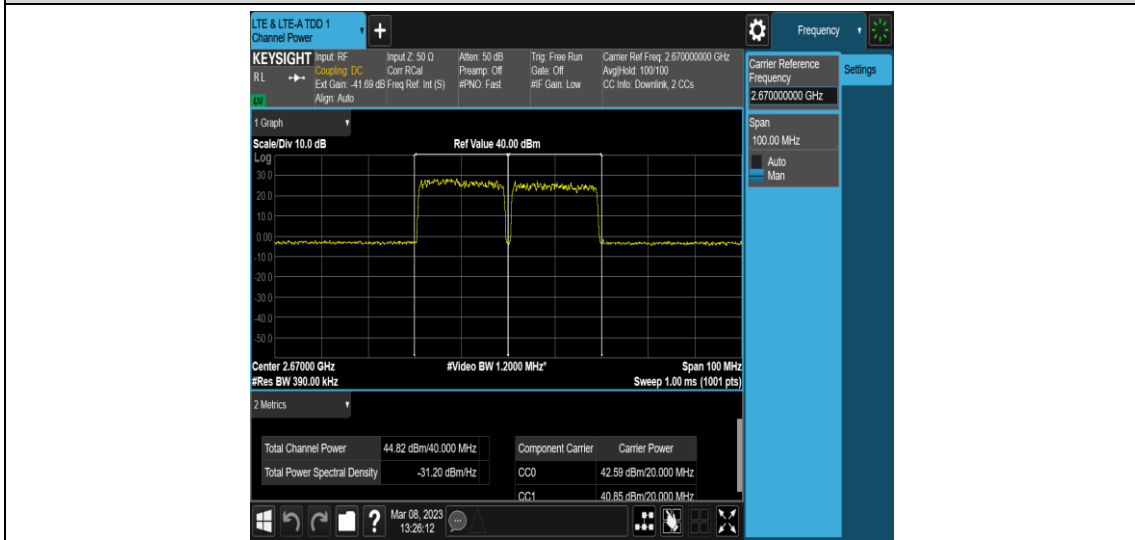 LTE & LTE-A TDD 1
Channel Power
+
Frequency
KEYSIGHT
RL
LXI
Input: RF
Coupling: DC
Ext Gain: -41.69 dB
Align: Auto
Input Z: 50 Ω
Corr RCal
Freq Ref: Int (S)
Atten: 50 dB
Preamp: Off
#PNO: Fast
Trig: Free Run
Gate: Off
#IF Gain: Low
Carrier Ref Freq: 2.670000000 GHz
Avg|Hold: 100/100
CC Info: Downlink, 2 CCs
Carrier Reference
Frequency
2.670000000 GHz
Settings
Span
100.00 MHz
Auto
Man
1 Graph
Scale/Div 10.0 dB
Ref Value 40.00 dBm
Log
30.0
20.0
10.0
0.00
-10.0
-20.0
-30.0
-40.0
-50.0
Center 2.67000 GHz
#Video BW 1.2000 MHz*
Span 100 MHz
#Res BW 390.00 kHz
Sweep 1.00 ms (1001 pts)
2 Metrics
Total Channel Power 44.82 dBm/40.000 MHz
Total Power Spectral Density -31.20 dBm/Hz
Component Carrier Carrier Power
CC0 42.59 dBm/20.000 MHz
CC1 40.85 dBm/20.000 MHz
?
Mar 08, 2023
13:26:12